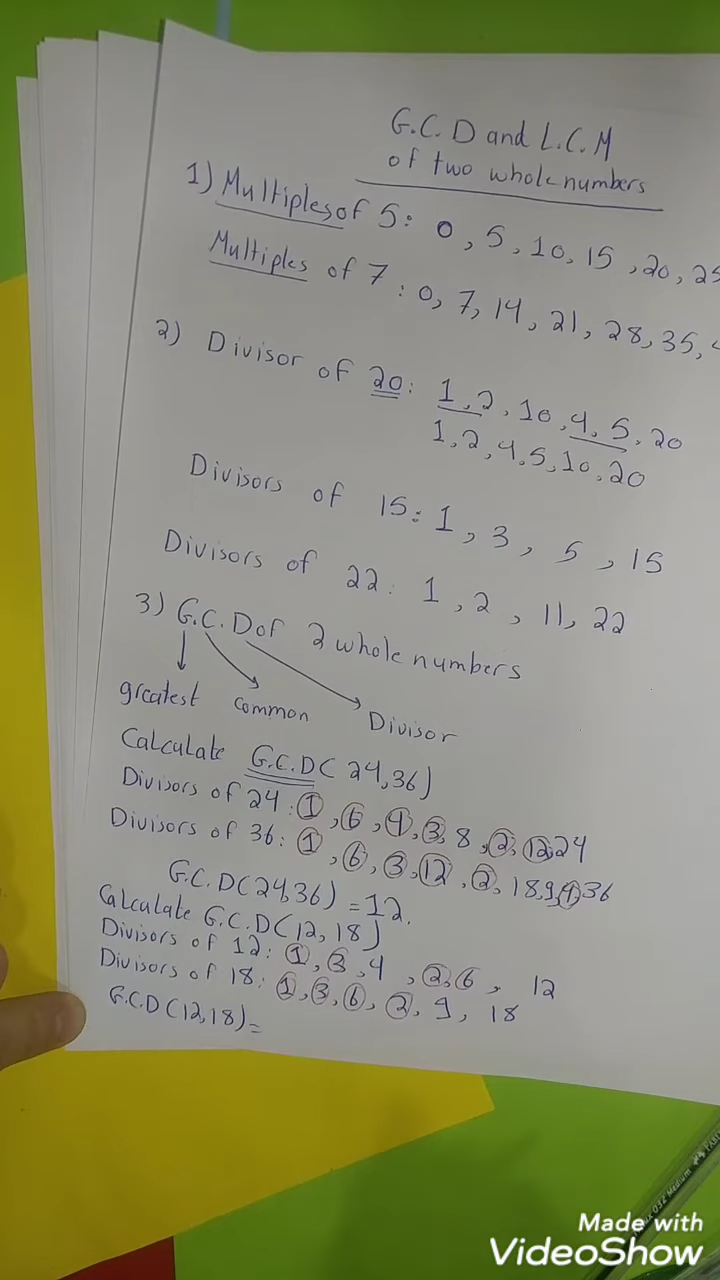 G.C.D and L.C.M
of two whole numbers
1) Multiples of 5: 0, 5, 10, 15, 20, 25
Multiples of 7: 0, 7, 14, 21, 28, 35,
2) Divisor of 20: 1, 2, 10, 4, 5, 20
1, 2, 4, 5, 10, 20
Divisors of 15: 1, 3, 5, 15
Divisors of 22: 1, 2, 11, 22
3) G.C.D of 2 whole numbers
greatest common Divisor
Calculate G.C.D( 24,36)
Divisors of 24: 1, 6, 4, 3, 8, 2, 12, 24
Divisors of 36: 1, 6, 3, 12, 2, 18, 9, 4, 36
G.C.D(24,36) = 12.
Calculate G.C.D(12,18)
Divisors of 12: 1, 3, 4, 2, 6, 12
Divisors of 18: 1, 3, 6, 2, 9, 18
G.C.D(12,18)=
Made with
VideoShow